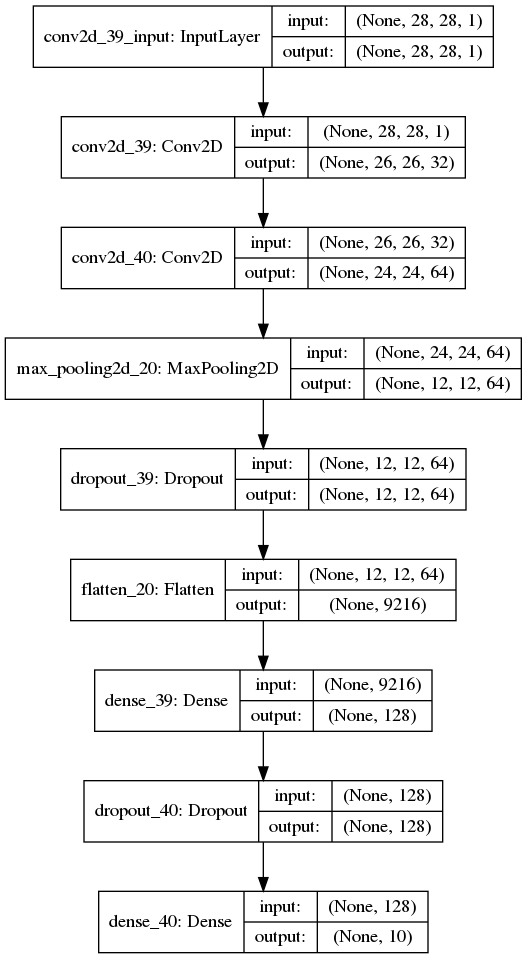 conv2d_39_input: InputLayer
input:
(None, 28, 28, 1)
output:
(None, 28, 28, 1)
conv2d_39: Conv2D
input:
(None, 28, 28, 1)
output:
(None, 26, 26, 32)
conv2d_40: Conv2D
input:
(None, 26, 26, 32)
output:
(None, 24, 24, 64)
max_pooling2d_20: MaxPooling2D
input:
(None, 24, 24, 64)
output:
(None, 12, 12, 64)
dropout_39: Dropout
input:
(None, 12, 12, 64)
output:
(None, 12, 12, 64)
flatten_20: Flatten
input:
(None, 12, 12, 64)
output:
(None, 9216)
dense_39: Dense
input:
(None, 9216)
output:
(None, 128)
dropout_40: Dropout
input:
(None, 128)
output:
(None, 128)
dense_40: Dense
input:
(None, 128)
output:
(None, 10)